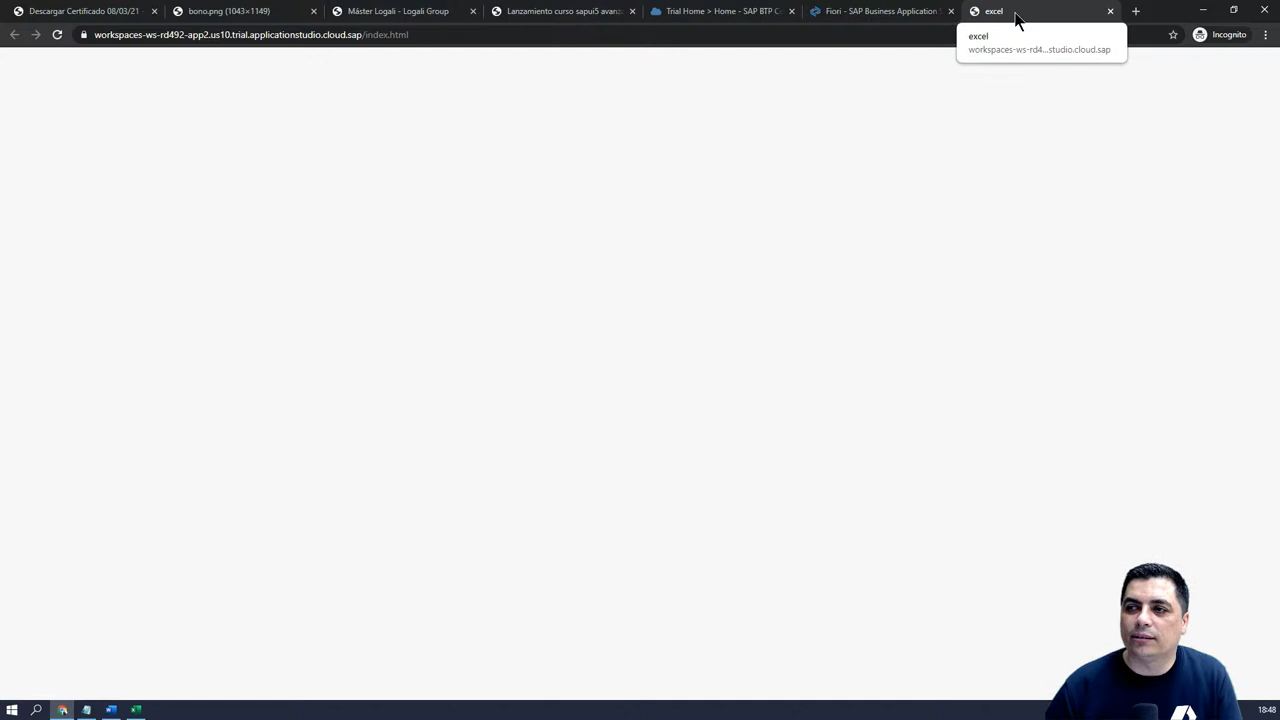 Descargar Certificado 08/03/21 -
bono.png (1043×1149)
Máster Logali - Logali Group
Lanzamiento curso sapui5 avanza
Trial Home > Home - SAP BTP C
Fiori - SAP Business Application
excel
workspaces-ws-rd492-app2.us10.trial.applicationstudio.cloud.sap/index.html
Incognito
excel
workspaces-ws-rd4...studio.cloud.sap
18:48